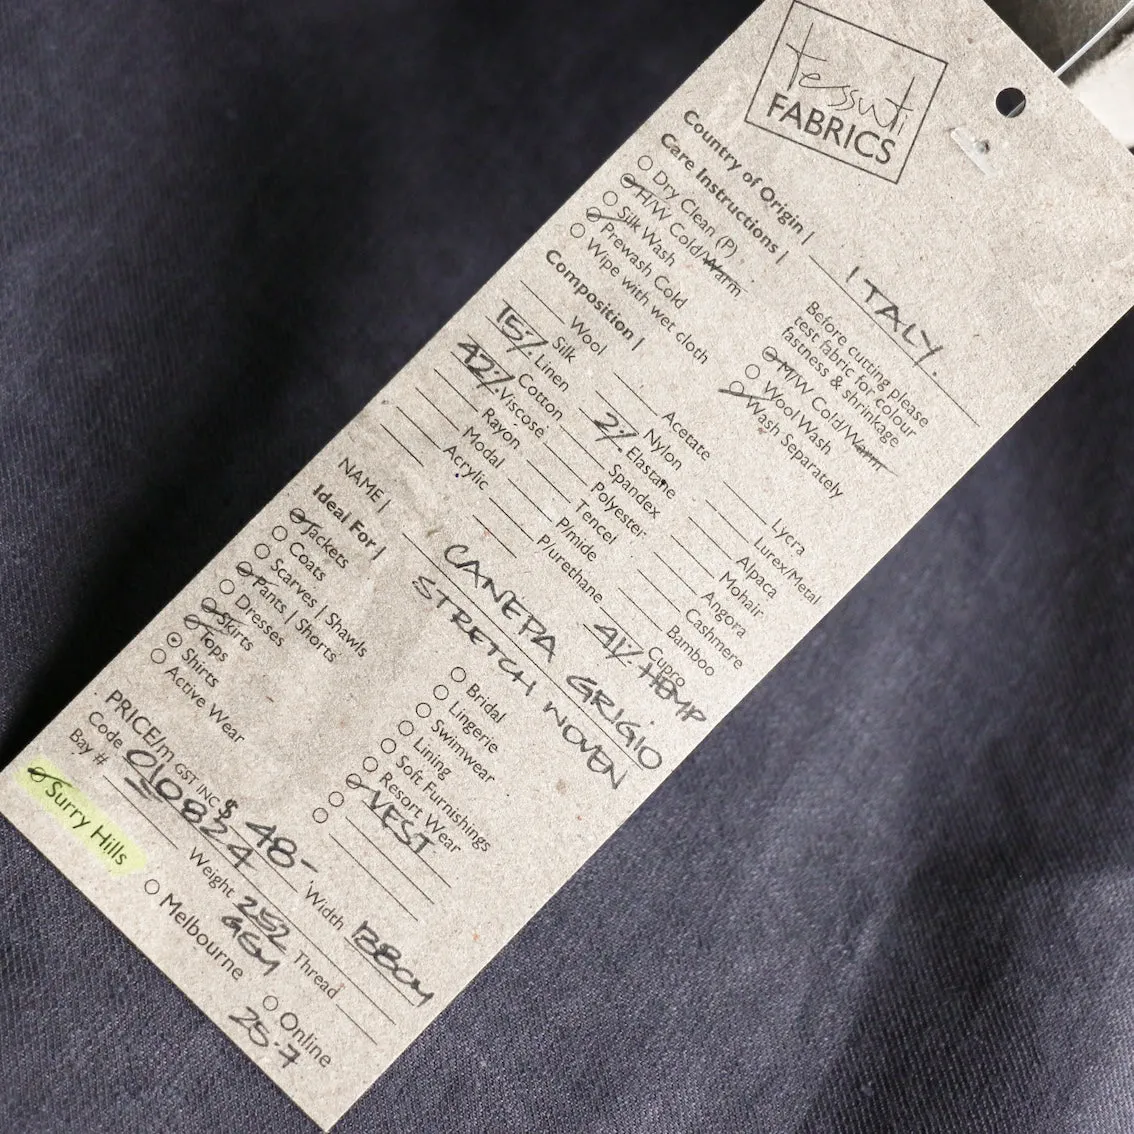 tessuti
FABRICS
Country of Origin | ITALY.
Care Instructions |
Dry Clean (P)
H/W Cold/Warm
Silk Wash
Prewash Cold
Wipe with wet cloth
Before cutting please
test fabric for colour
fastness & shrinkage
M/W Cold/Warm
Wool Wash
Wash Separately
Composition |
Wool
Silk
15% Linen
Cotton
42% Viscose
Rayon
Modal
Acrylic
Acetate
Nylon
2% Elastane
Spandex
Polyester
Tencel
P/mide
P/urethane
Lycra
Lurex/Metal
Alpaca
Mohair
Angora
Cashmere
Bamboo
Cupro
41% HEMP
NAME | CANEPA GRIGIO
STRETCH WOVEN
Ideal For |
Jackets
Coats
Scarves | Shawls
Pants | Shorts
Dresses
Skirts
Tops
Shirts
Active Wear
Bridal
Lingerie
Swimwear
Lining
Soft Furnishings
Resort Wear
VEST
PRICE/m GST INC $ 48- Width 138cm
Code 0108224 Weight 252 GSM Thread
Bay #
Surry Hills Melbourne Online
25.7